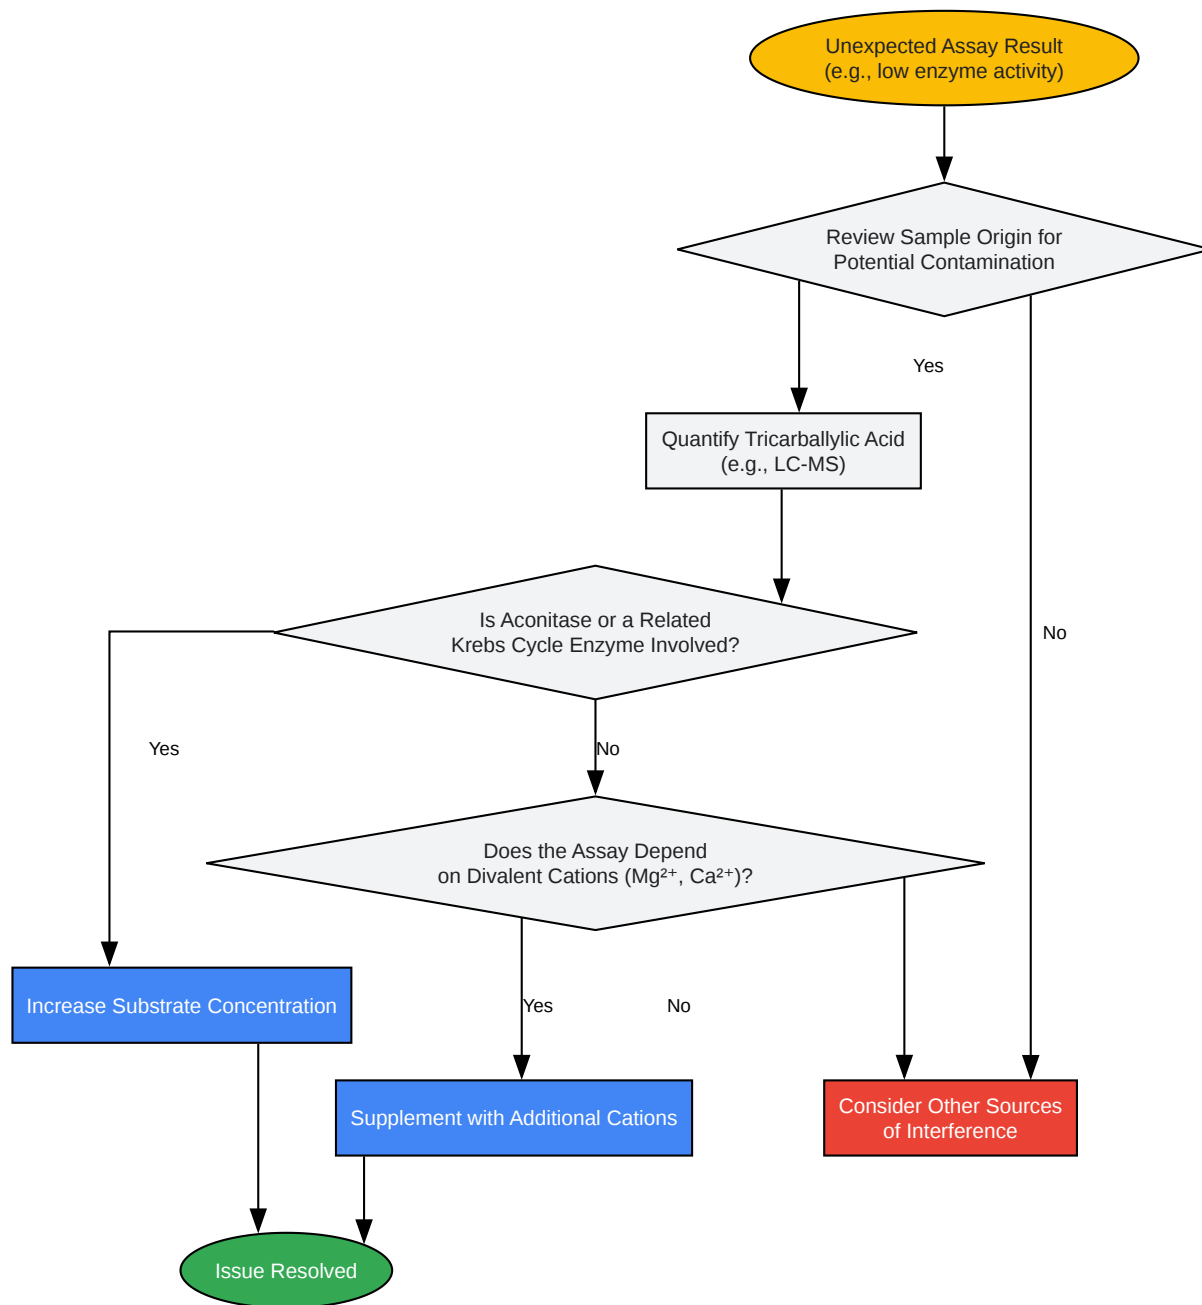 Unexpected Assay Result
(e.g., low enzyme activity)
Review Sample Origin for
Potential Contamination
Yes
Quantify Tricarballylic Acid
(e.g., LC-MS)
Is Aconitase or a Related
Krebs Cycle Enzyme Involved?
No
Yes
No
Does the Assay Depend
on Divalent Cations (Mg²⁺, Ca²⁺)?
Increase Substrate Concentration
Yes
No
Supplement with Additional Cations
Consider Other Sources
of Interference
Issue Resolved